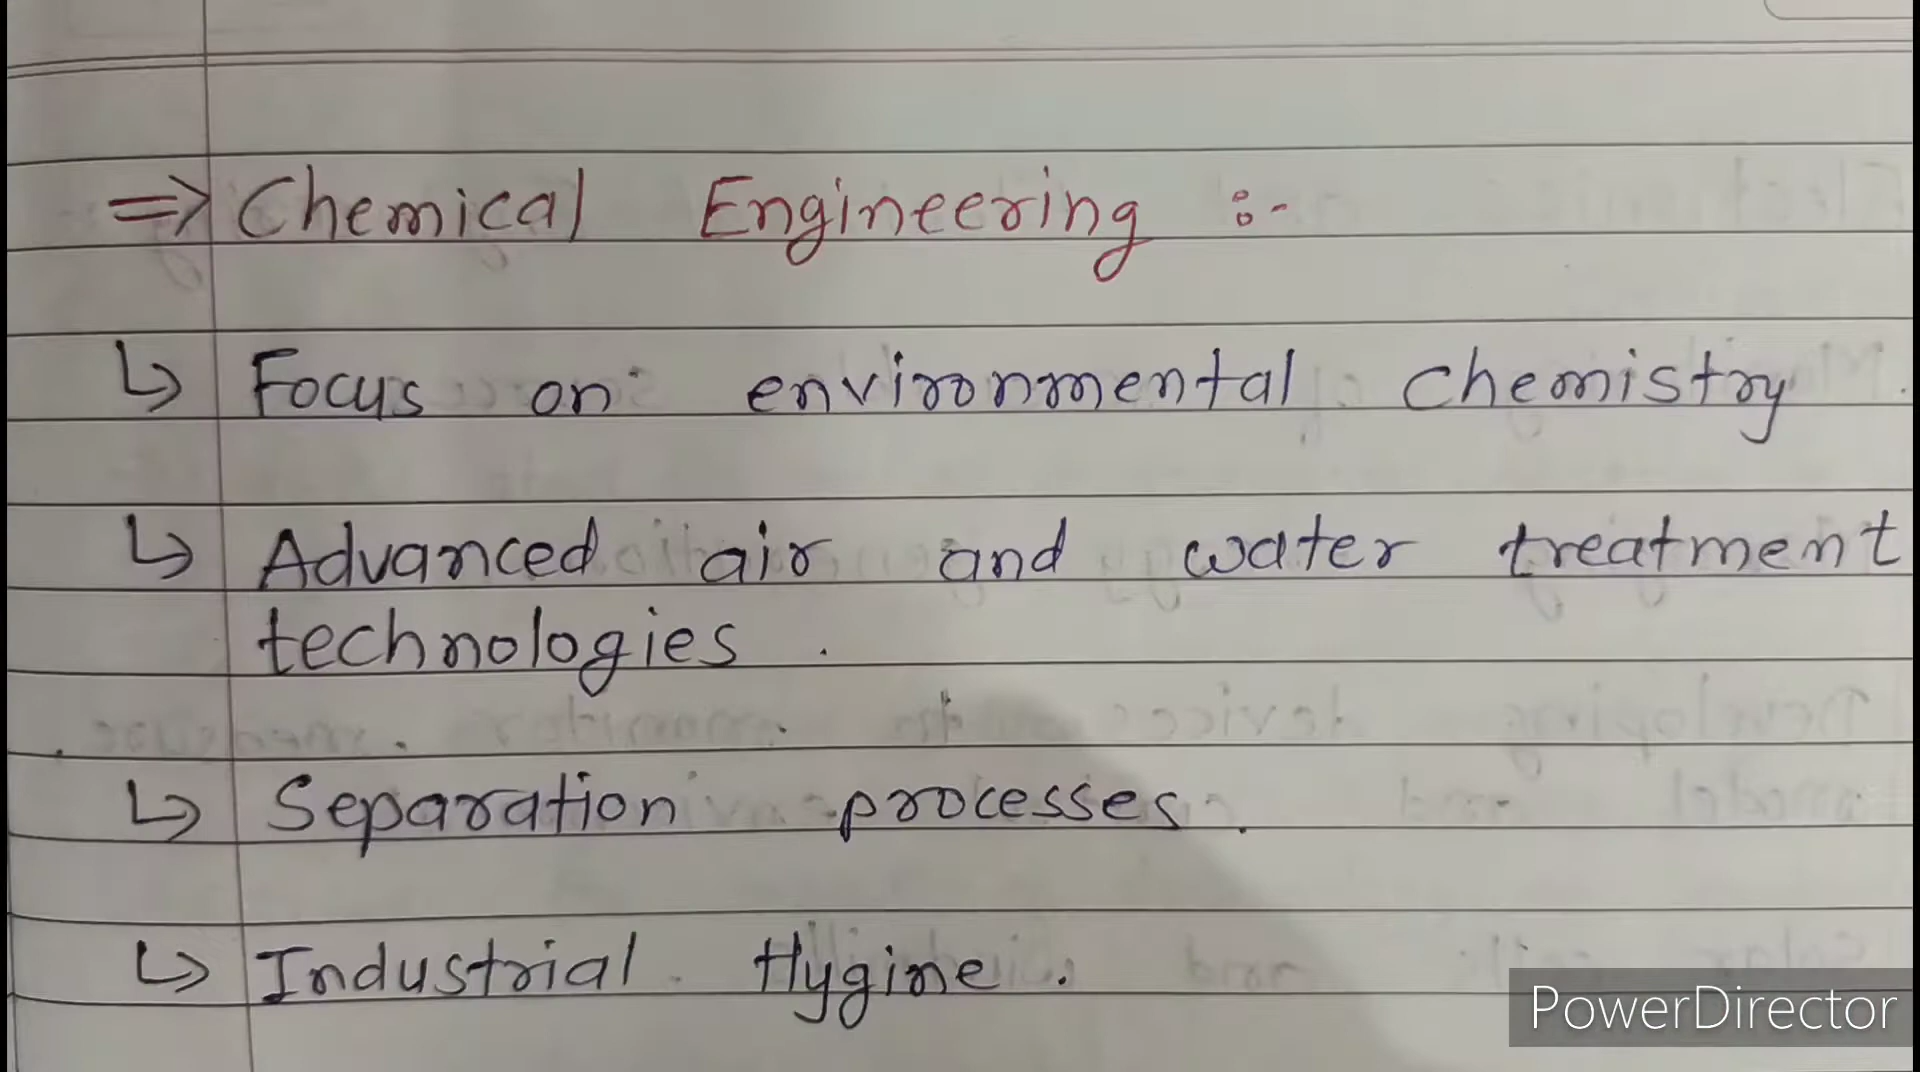 ⇒ Chemical Engineering :-
↳ Focus on environmental chemistry
↳ Advanced air and water treatment
technologies .
↳ Separation processes .
↳ Industrial Hygine .
PowerDirector